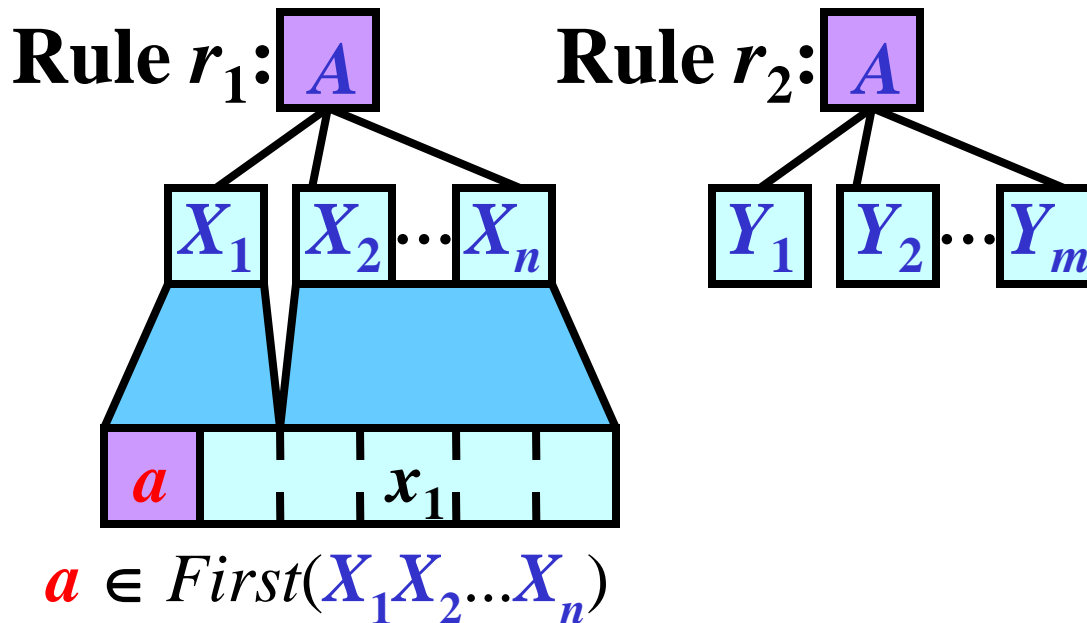 Rule r₁: A Rule r₂: A
X₁ X₂ ... Xₙ Y₁ Y₂ ... Yₘ
a x₁
a ∈ First(X₁X₂...Xₙ)